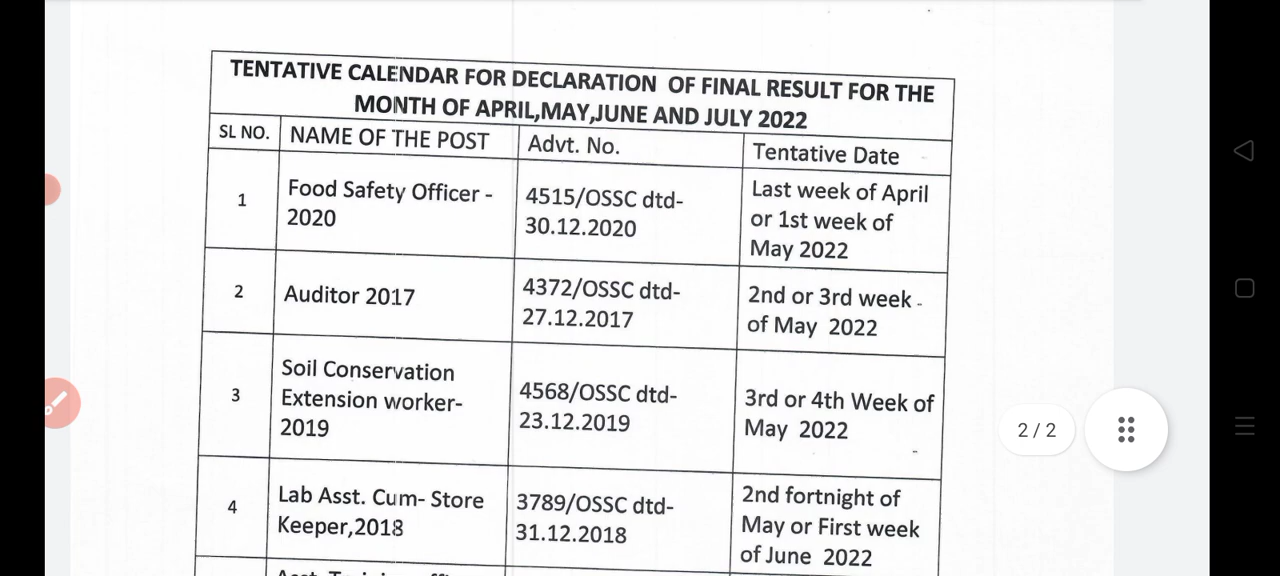 TENTATIVE CALENDAR FOR DECLARATION OF FINAL RESULT FOR THE
MONTH OF APRIL,MAY,JUNE AND JULY 2022
SL NO. NAME OF THE POST Advt. No. Tentative Date
1
Food Safety Officer -
2020
4515/OSSC dtd-
30.12.2020
Last week of April
or 1st week of
May 2022
2
Auditor 2017
4372/OSSC dtd-
27.12.2017
2nd or 3rd week
of May 2022
3
Soil Conservation
Extension worker-
2019
4568/OSSC dtd-
23.12.2019
3rd or 4th Week of
May 2022
4
Lab Asst. Cum- Store
Keeper,2018
3789/OSSC dtd-
31.12.2018
2nd fortnight of
May or First week
of June 2022
2 / 2